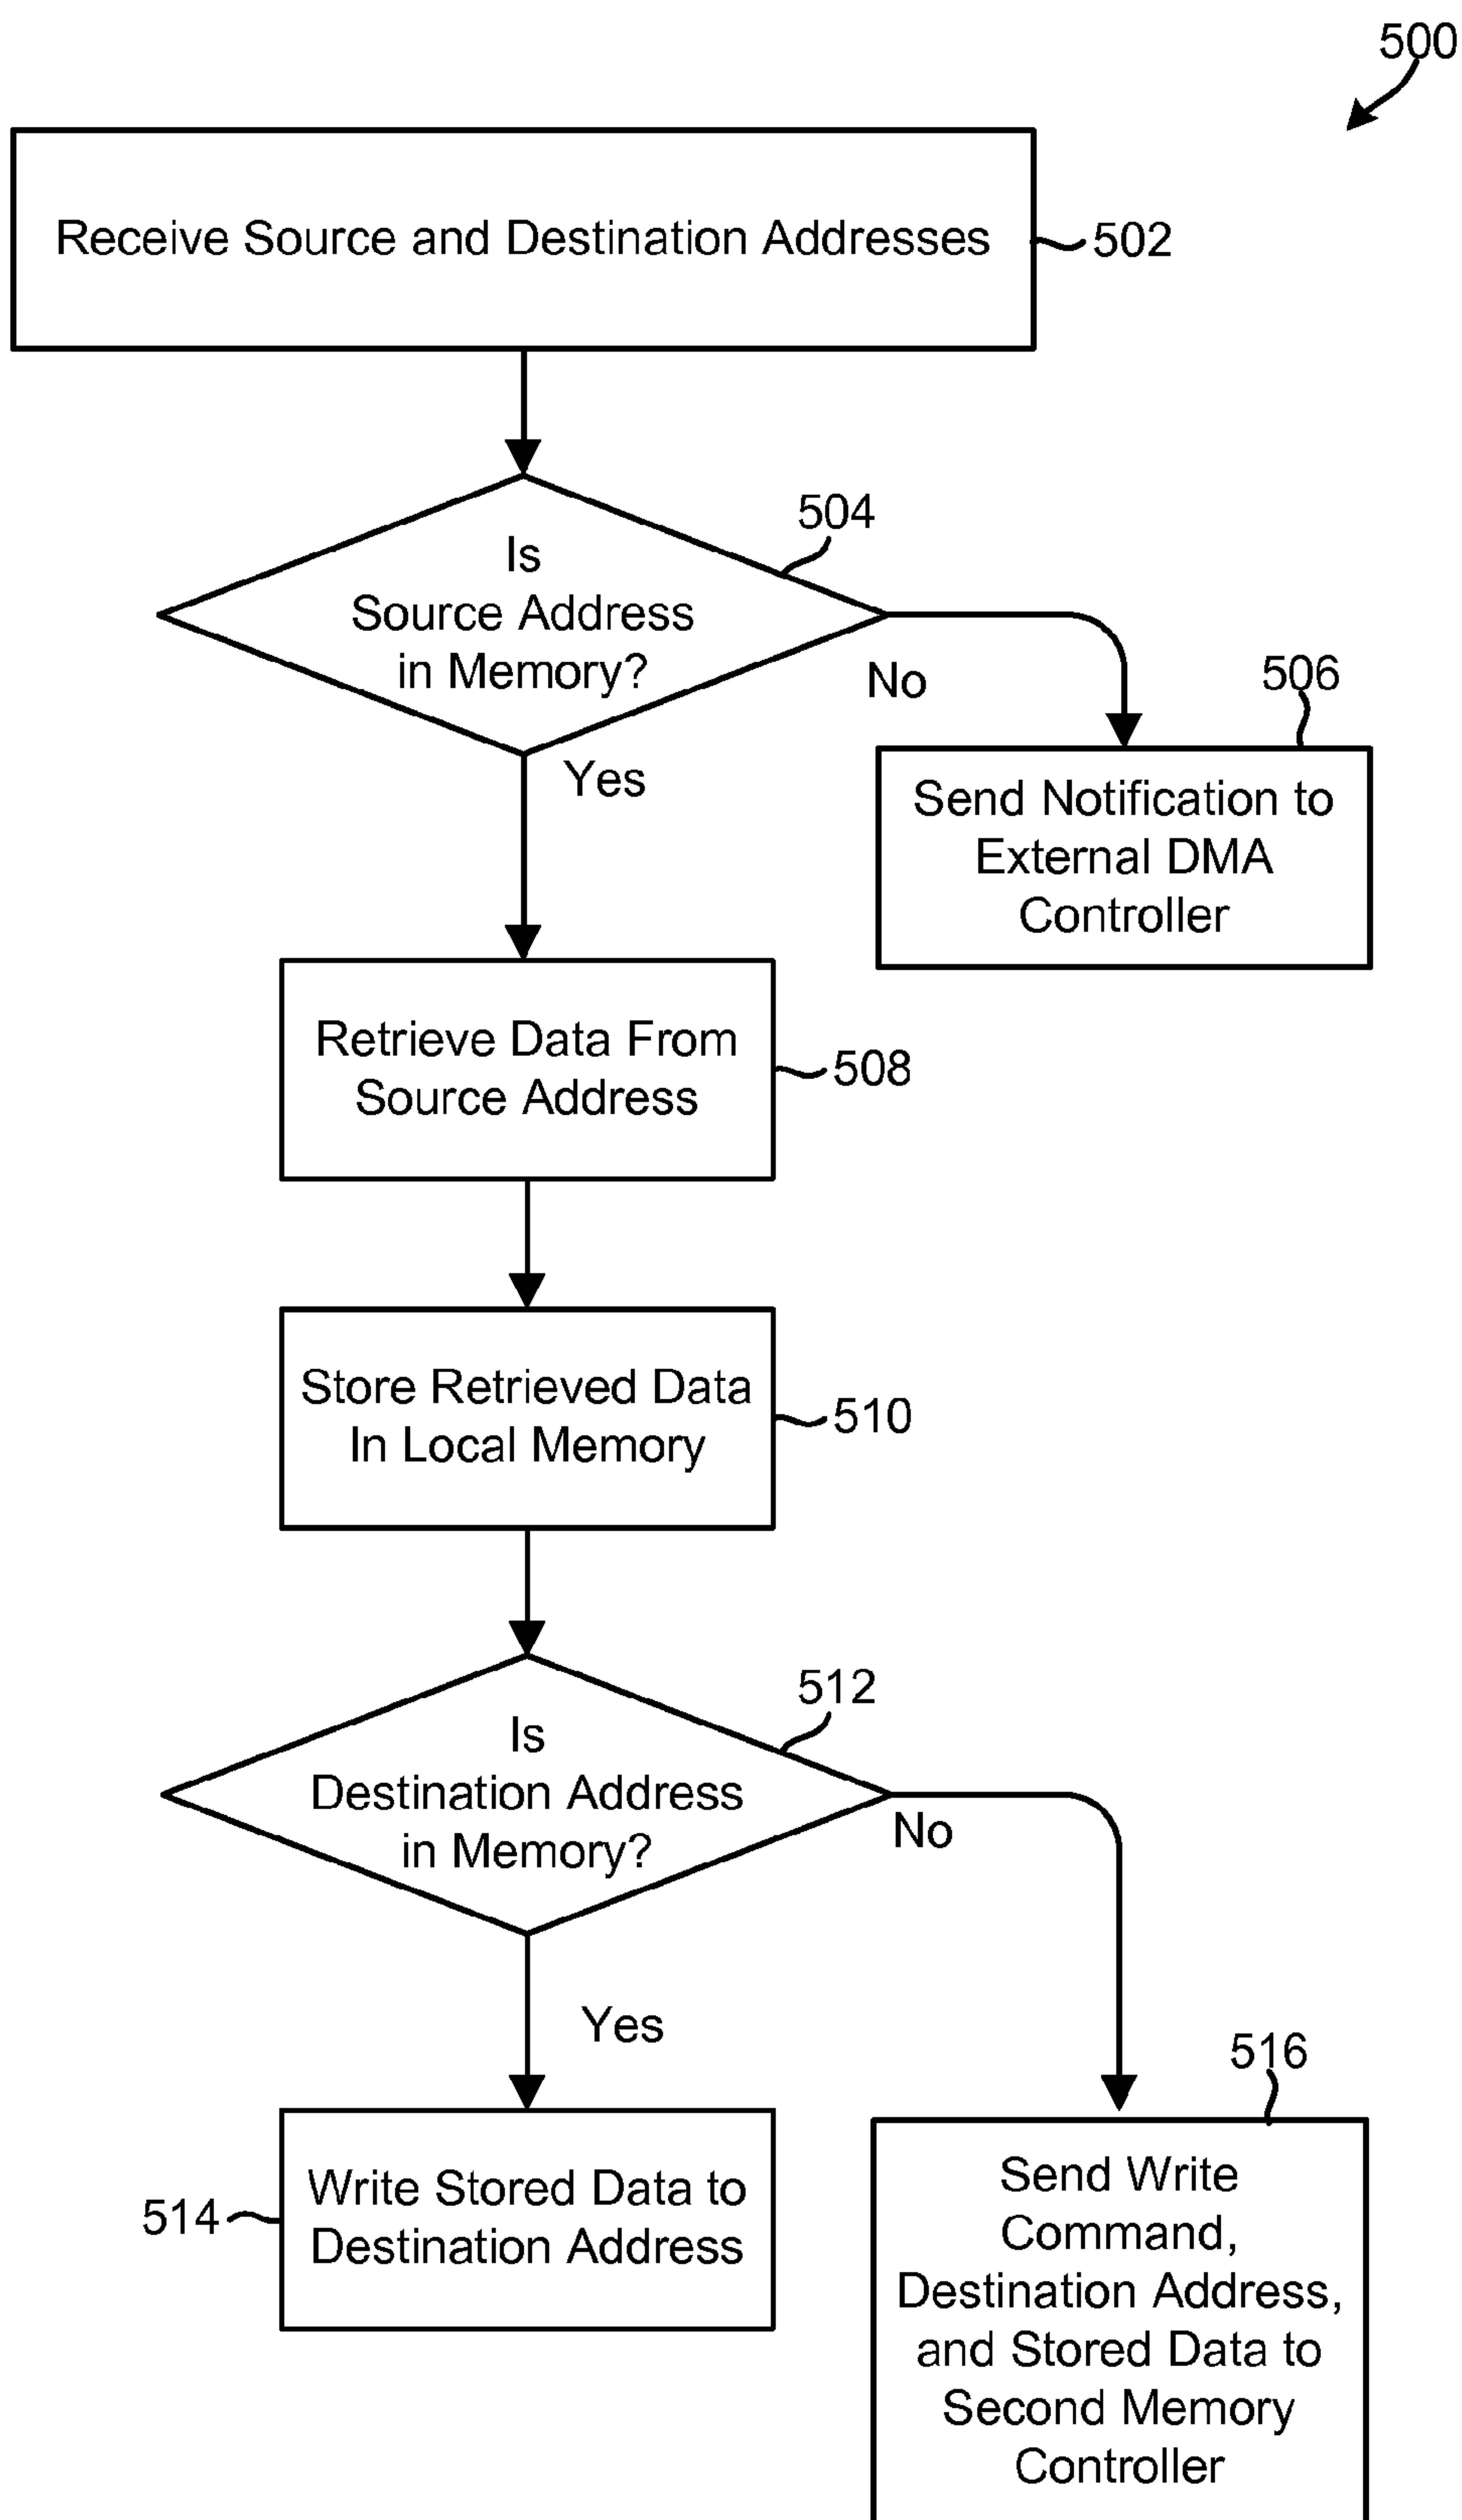 500
Receive Source and Destination Addresses
502
504
Is
Source Address
in Memory?
No
Yes
506
Send Notification to
External DMA
Controller
Retrieve Data From
Source Address
508
Store Retrieved Data
In Local Memory
510
512
Is
Destination Address
in Memory?
No
Yes
514
Write Stored Data to
Destination Address
516
Send Write
Command,
Destination Address,
and Stored Data to
Second Memory
Controller